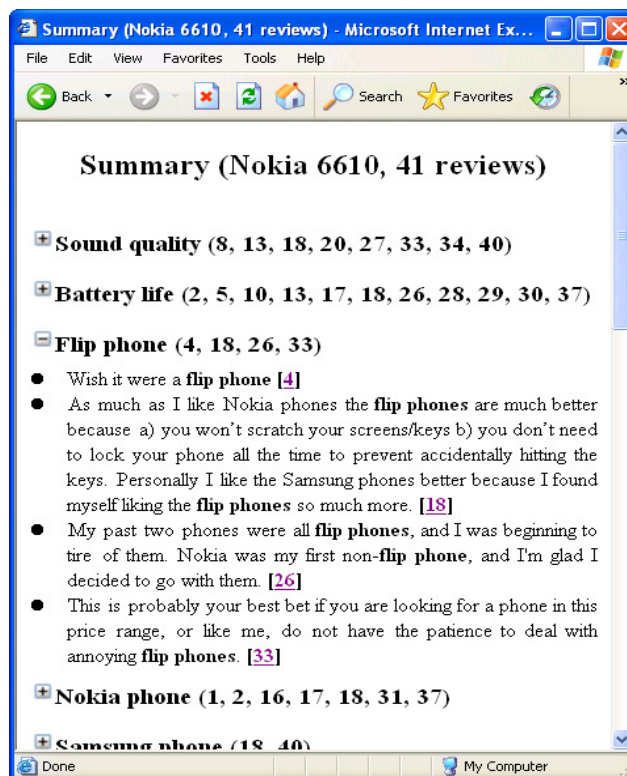 Summary (Nokia 6610, 41 reviews) - Microsoft Internet Ex...
File Edit View Favorites Tools Help
Back Search Favorites »
Summary (Nokia 6610, 41 reviews)
Sound quality (8, 13, 18, 20, 27, 33, 34, 40)
Battery life (2, 5, 10, 13, 17, 18, 26, 28, 29, 30, 37)
Flip phone (4, 18, 26, 33)
● Wish it were a flip phone [4]
● As much as I like Nokia phones the flip phones are much better
because a) you won't scratch your screens/keys b) you don't need
to lock your phone all the time to prevent accidentally hitting the
keys. Personally I like the Samsung phones better because I found
myself liking the flip phones so much more. [18]
● My past two phones were all flip phones, and I was beginning to
tire of them. Nokia was my first non-flip phone, and I'm glad I
decided to go with them. [26]
● This is probably your best bet if you are looking for a phone in this
price range, or like me, do not have the patience to deal with
annoying flip phones. [33]
Nokia phone (1, 2, 16, 17, 18, 31, 37)
Samsung phone (18, 40)
Done My Computer